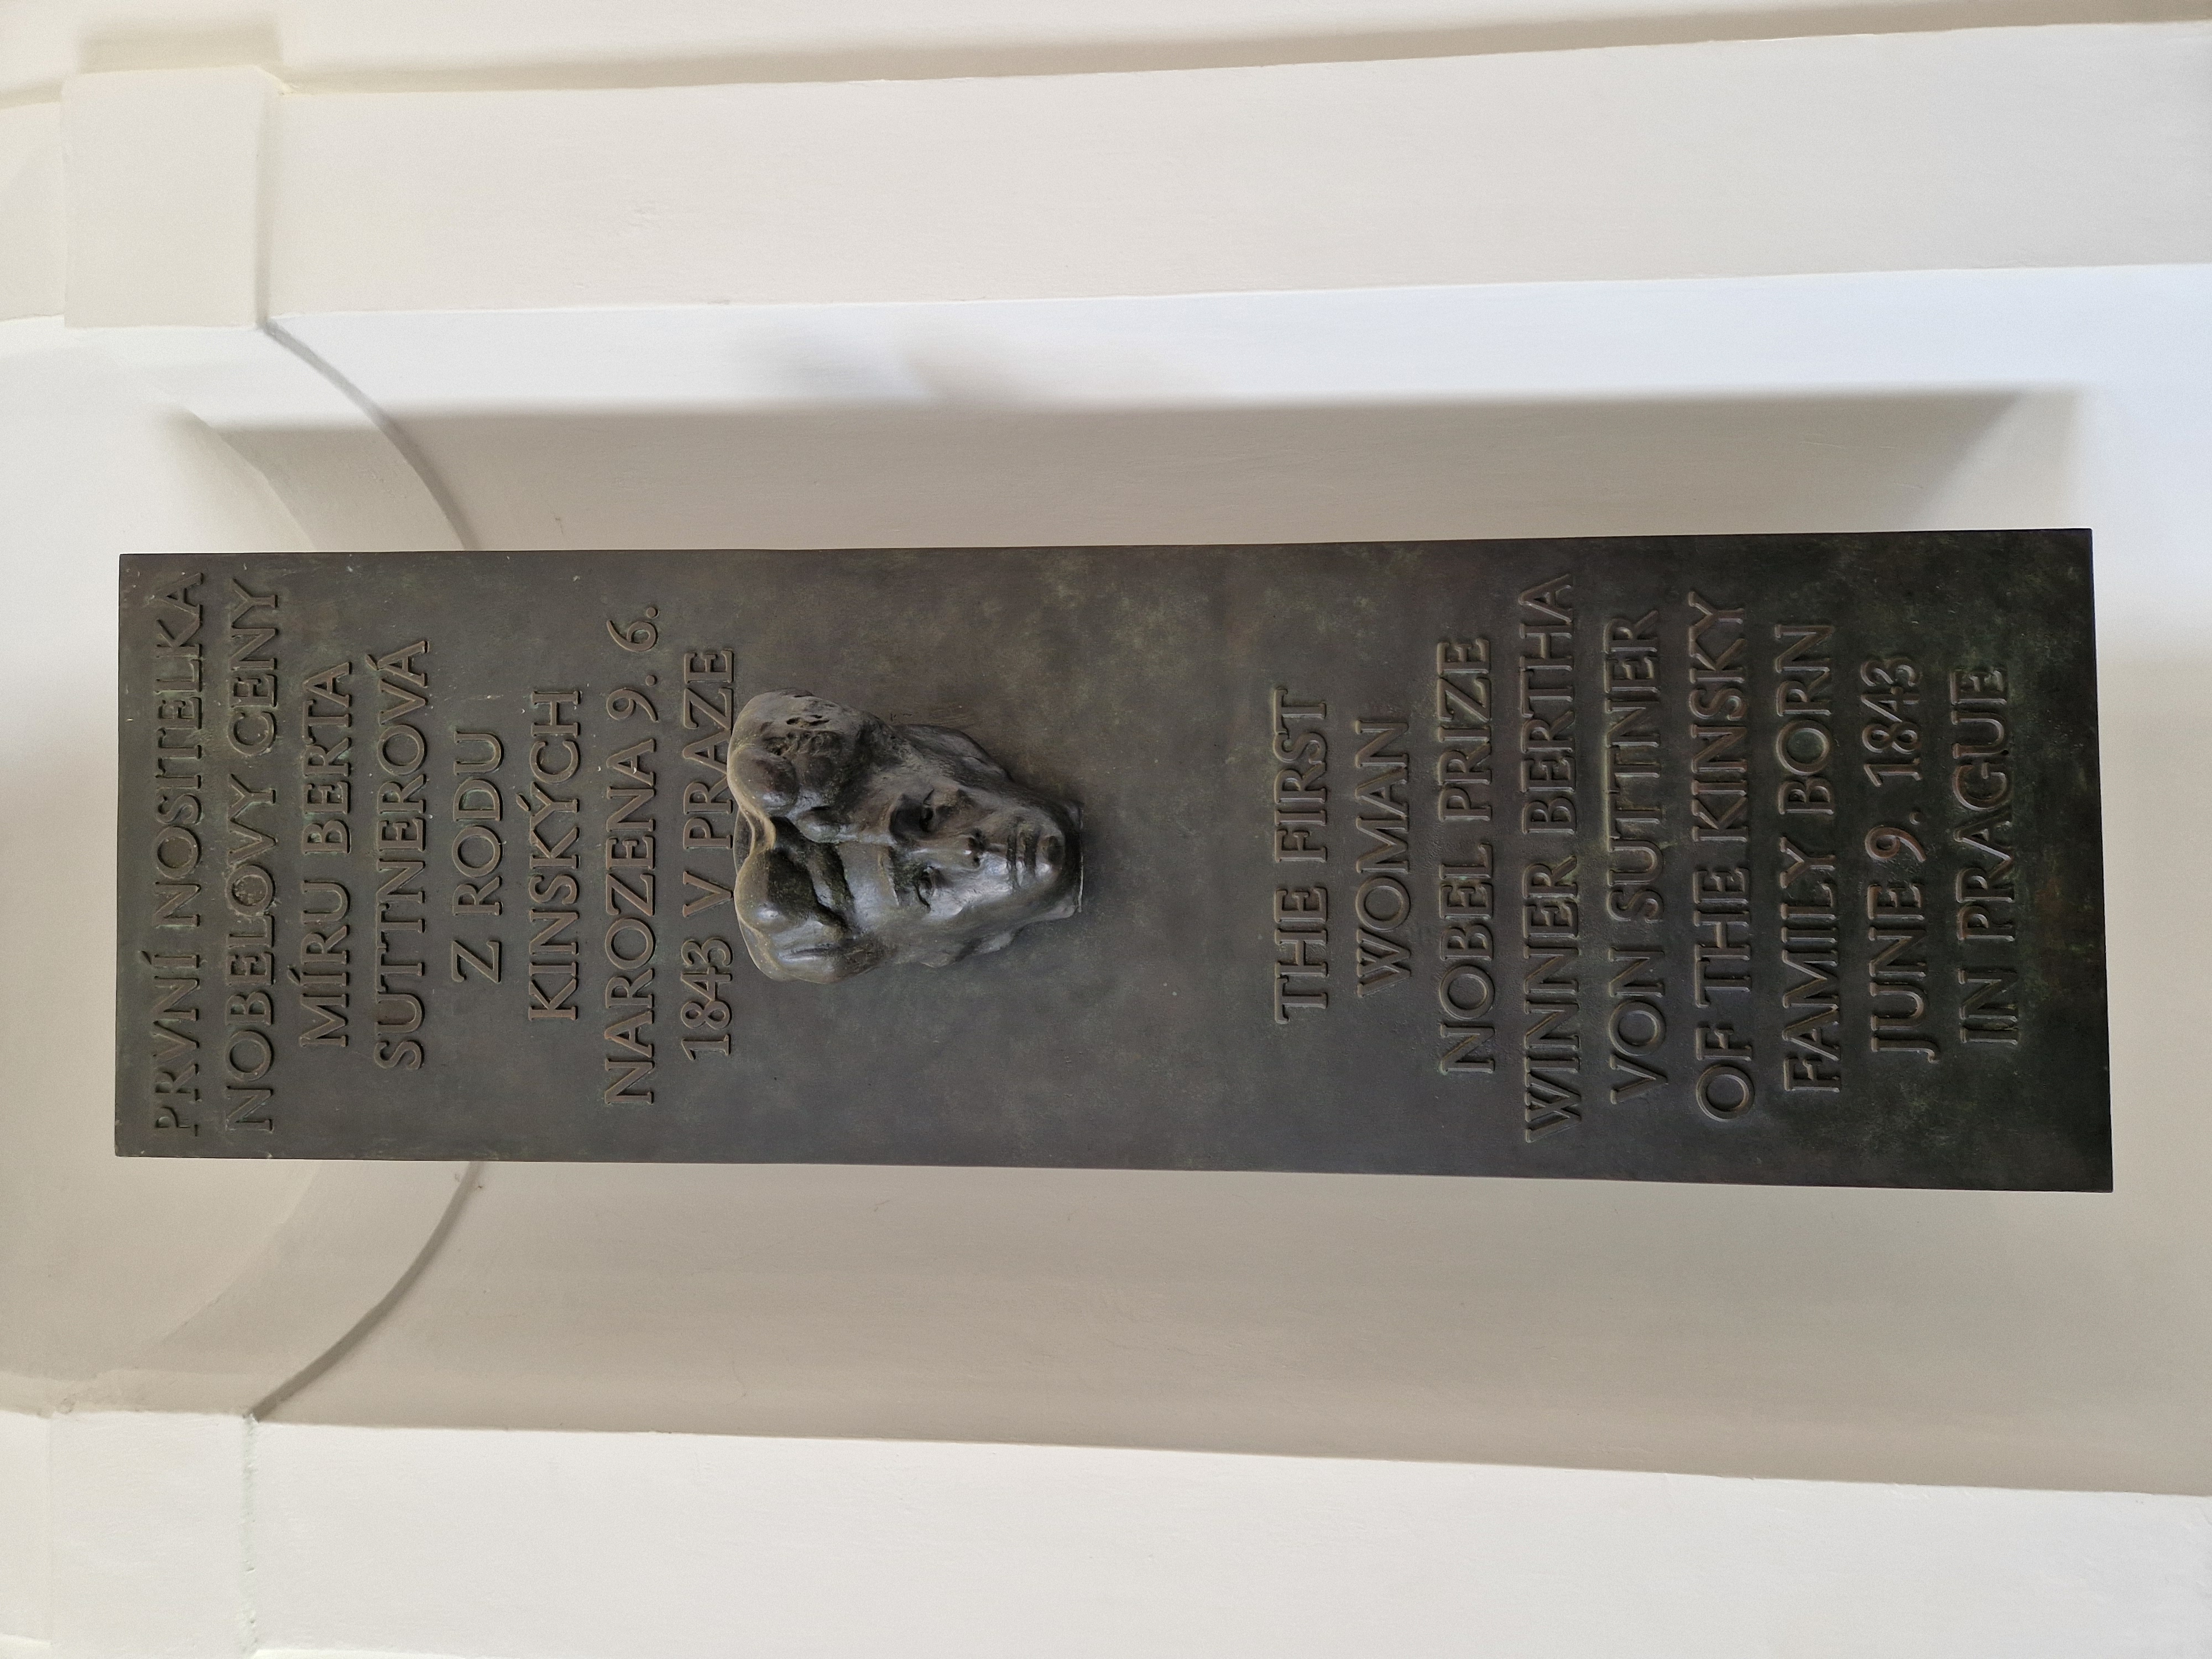 PRVNÍ NOSITELKA
NOBELOVY CENY
MÍRU BERTA
SUTTNEROVÁ
Z RODU
KINSKÝCH
NAROZENA 9. 6.
1843 V PRAZE
THE FIRST
WOMAN
NOBEL PRIZE
WINNER BERTHA
VON SUTTNER
OF THE KINSKY
FAMILY BORN
JUNE 9. 1843
IN PRAGUE